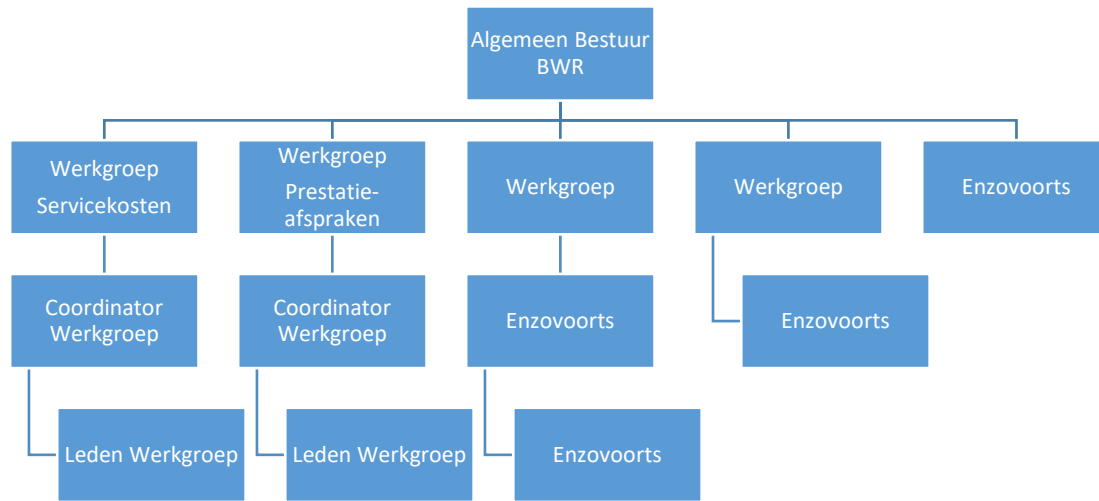 Algemeen Bestuur
BWR
Werkgroep
Servicekosten
Werkgroep
Prestatie-
afspraken
Werkgroep
Werkgroep
Enzovoorts
Coordinator
Werkgroep
Coordinator
Werkgroep
Enzovoorts
Enzovoorts
Leden Werkgroep
Leden Werkgroep
Enzovoorts